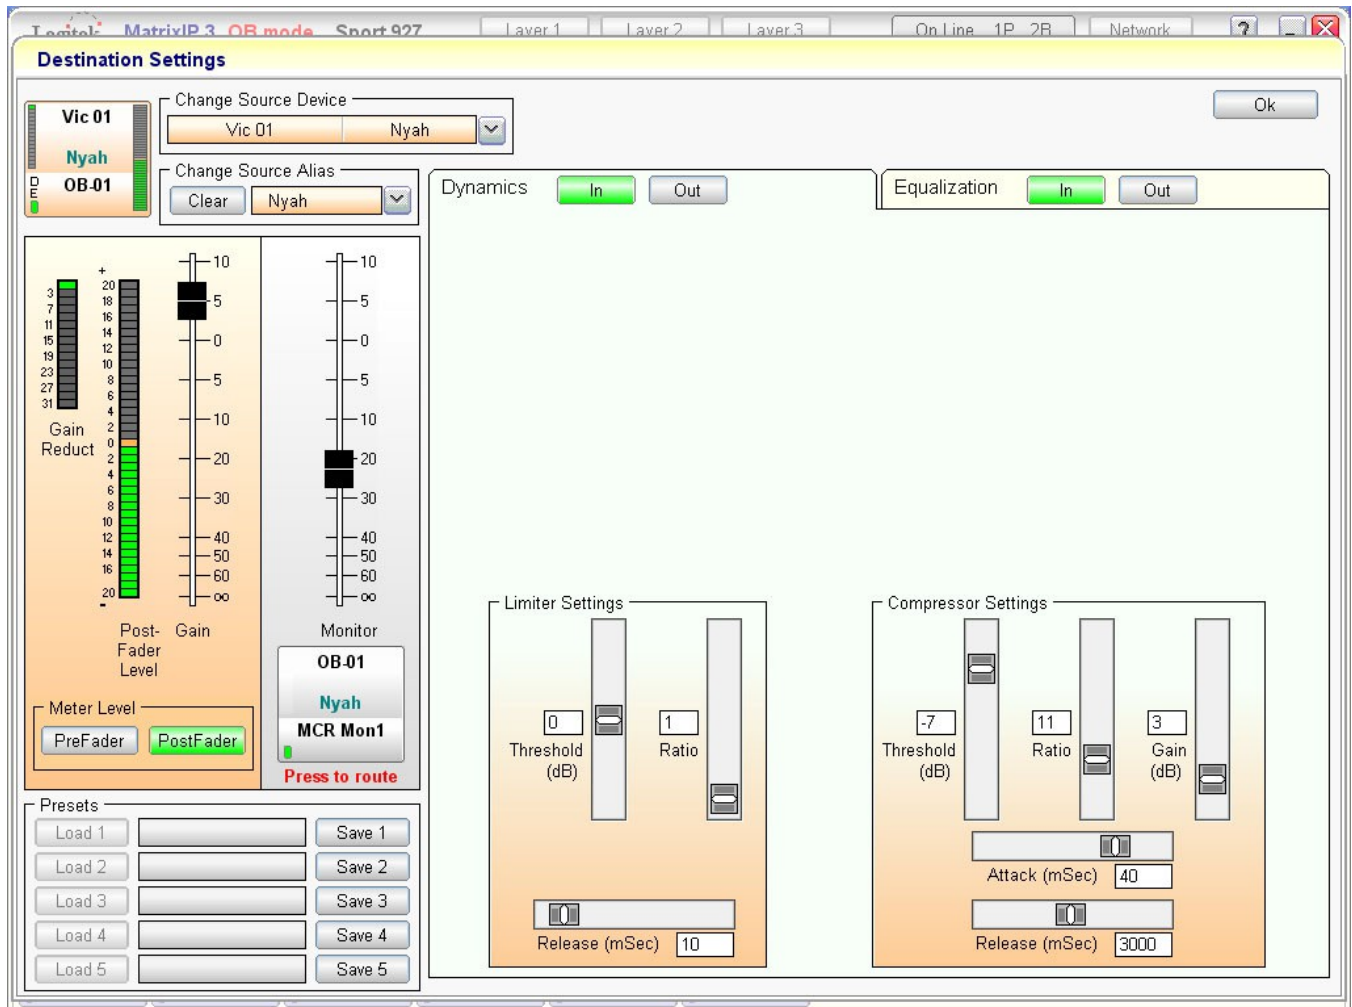 Logitek MatrixIP 3 OB mode Sport 927 Layer 1 Layer 2 Layer 3 On Line 1P 2B Network ? _ X
Destination Settings
Vic 01
Nyah
OB-01
D
E
Change Source Device
Vic 01 Nyah
Ok
Change Source Alias
Clear Nyah
Dynamics In Out
Equalization In Out
+
3
7
11
15
19
23
27
31
Gain
Reduct
20
18
16
14
12
10
8
6
4
2
0
2
4
6
8
10
12
14
16
20
-
Post-
Fader
Level
10
5
0
5
10
20
30
40
50
60
∞
Gain
10
5
0
5
10
20
30
40
50
60
∞
Monitor
OB-01
Nyah
MCR Mon1
Press to route
Meter Level
PreFader PostFader
Presets
Load 1 Save 1
Load 2 Save 2
Load 3 Save 3
Load 4 Save 4
Load 5 Save 5
Limiter Settings
0 1
Threshold Ratio
(dB)
Release (mSec) 10
Compressor Settings
-7 11 3
Threshold Ratio Gain
(dB) (dB)
Attack (mSec) 40
Release (mSec) 3000